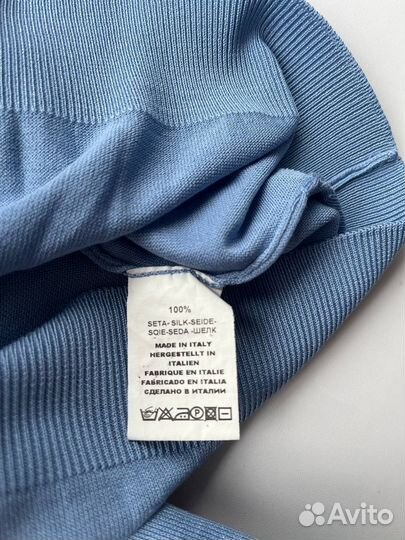 100%
SETA-SILK-SEIDE-
SOIE-SEDA-ШЕЛК
MADE IN ITALY
HERGESTELLT IN
ITALIEN
FABRIQUE EN ITALIE
FABRICADO EN ITALIA
СДЕЛАНО В ИТАЛИИ
Avito